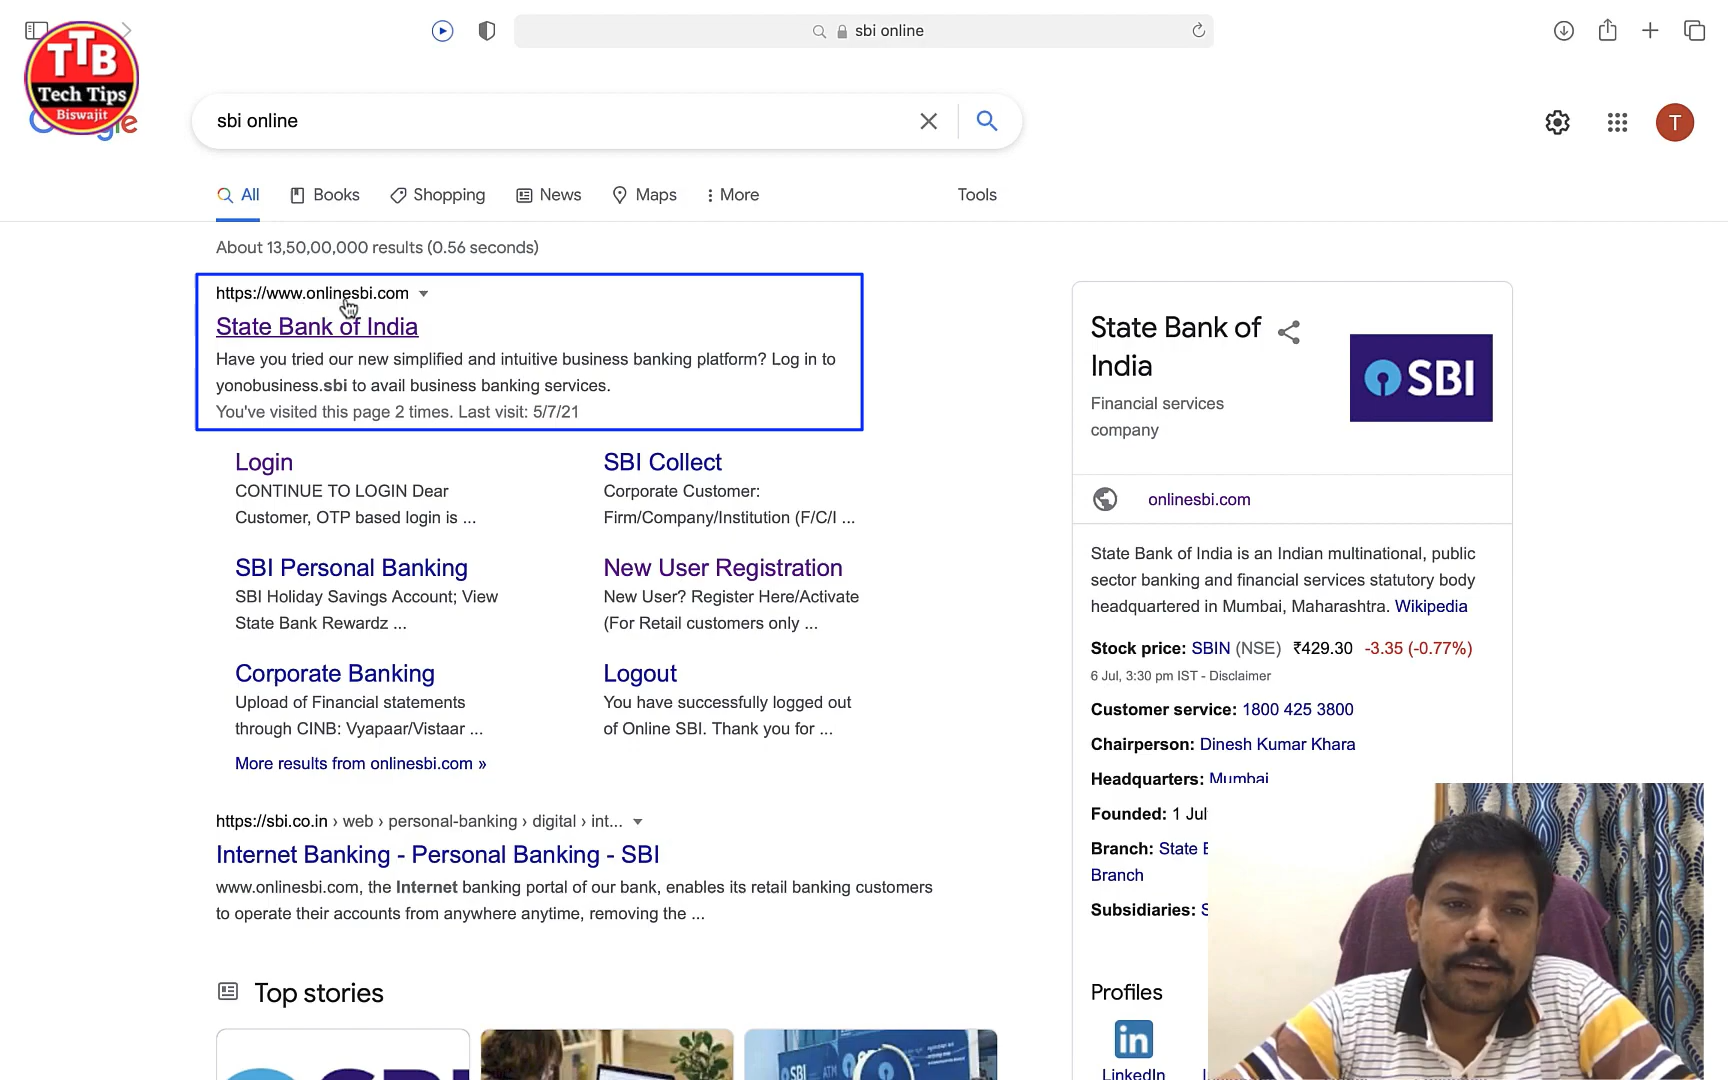 sbi online
TTB
Tech Tips
Biswajit
sbi online
All
Books
Shopping
News
Maps
More
Tools
About 13,50,00,000 results (0.56 seconds)
https://www.onlinesbi.com
State Bank of India
Have you tried our new simplified and intuitive business banking platform? Log in to
yonobusiness.sbi to avail business banking services.
You've visited this page 2 times. Last visit: 5/7/21
Login
CONTINUE TO LOGIN Dear
Customer, OTP based login is ...
SBI Collect
Corporate Customer:
Firm/Company/Institution (F/C/I ...
SBI Personal Banking
SBI Holiday Savings Account; View
State Bank Rewardz ...
New User Registration
New User? Register Here/Activate
(For Retail customers only ...
Corporate Banking
Upload of Financial statements
through CINB: Vyapaar/Vistaar ...
Logout
You have successfully logged out
of Online SBI. Thank you for ...
More results from onlinesbi.com »
https://sbi.co.in › web › personal-banking › digital › int...
Internet Banking - Personal Banking - SBI
www.onlinesbi.com, the Internet banking portal of our bank, enables its retail banking customers
to operate their accounts from anywhere anytime, removing the ...
Top stories
SBI
State Bank of
India
Financial services
company
SBI
T
onlinesbi.com
State Bank of India is an Indian multinational, public
sector banking and financial services statutory body
headquartered in Mumbai, Maharashtra. Wikipedia
Stock price: SBIN (NSE) ₹429.30 -3.35 (-0.77%)
6 Jul, 3:30 pm IST - Disclaimer
Customer service: 1800 425 3800
Chairperson: Dinesh Kumar Khara
Headquarters: Mumbai
Founded: 1 Jul
Branch: State
Branch
Subsidiaries: S
Profiles
in
LinkedIn